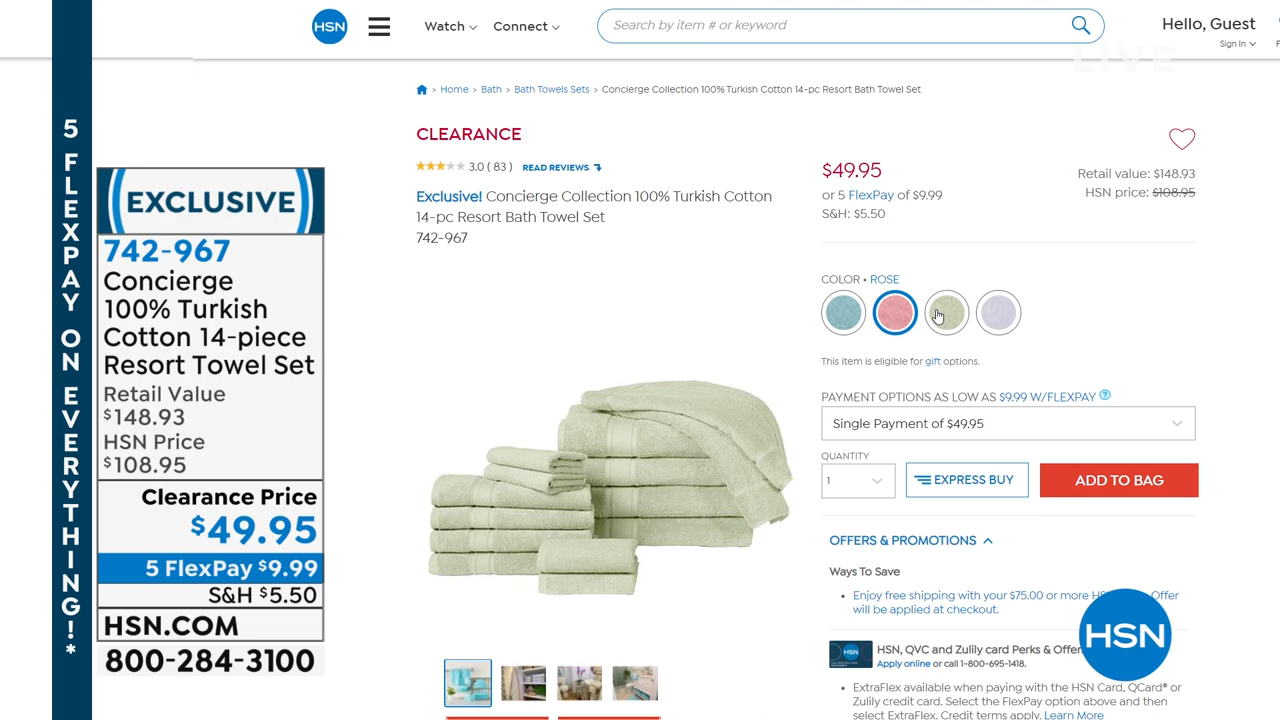 5 FLEXPAY ON EVERYTHING!*
EXCLUSIVE
742-967
Concierge
100% Turkish
Cotton 14-piece
Resort Towel Set
Retail Value
$148.93
HSN Price
$108.95
Clearance Price
$49.95
5 FlexPay $9.99
S&H $5.50
HSN.COM
800-284-3100
HSN
Watch
Connect
Search by item # or keyword
Hello, Guest
Sign In
LIVE
Home > Bath > Bath Towels Sets > Concierge Collection 100% Turkish Cotton 14-pc Resort Bath Towel Set
CLEARANCE
3.0 ( 83 ) READ REVIEWS
Exclusive! Concierge Collection 100% Turkish Cotton
14-pc Resort Bath Towel Set
742-967
$49.95
or 5 FlexPay of $9.99
S&H: $5.50
Retail value: $148.93
HSN price: $108.95
COLOR • ROSE
This item is eligible for gift options.
PAYMENT OPTIONS AS LOW AS $9.99 W/FLEXPAY ?
Single Payment of $49.95
QUANTITY
1
EXPRESS BUY
ADD TO BAG
OFFERS & PROMOTIONS
Ways To Save
• Enjoy free shipping with your $75.00 or more Offer
will be applied at checkout.
HSN
HSN, QVC and Zulily card Perks &
Apply online or call 1-800-695-1418.
• ExtraFlex available when paying with the HSN Card, QCard® or
Zulily credit card. Select the FlexPay option above and then
select ExtraFlex. Credit terms apply. Learn More
HSN